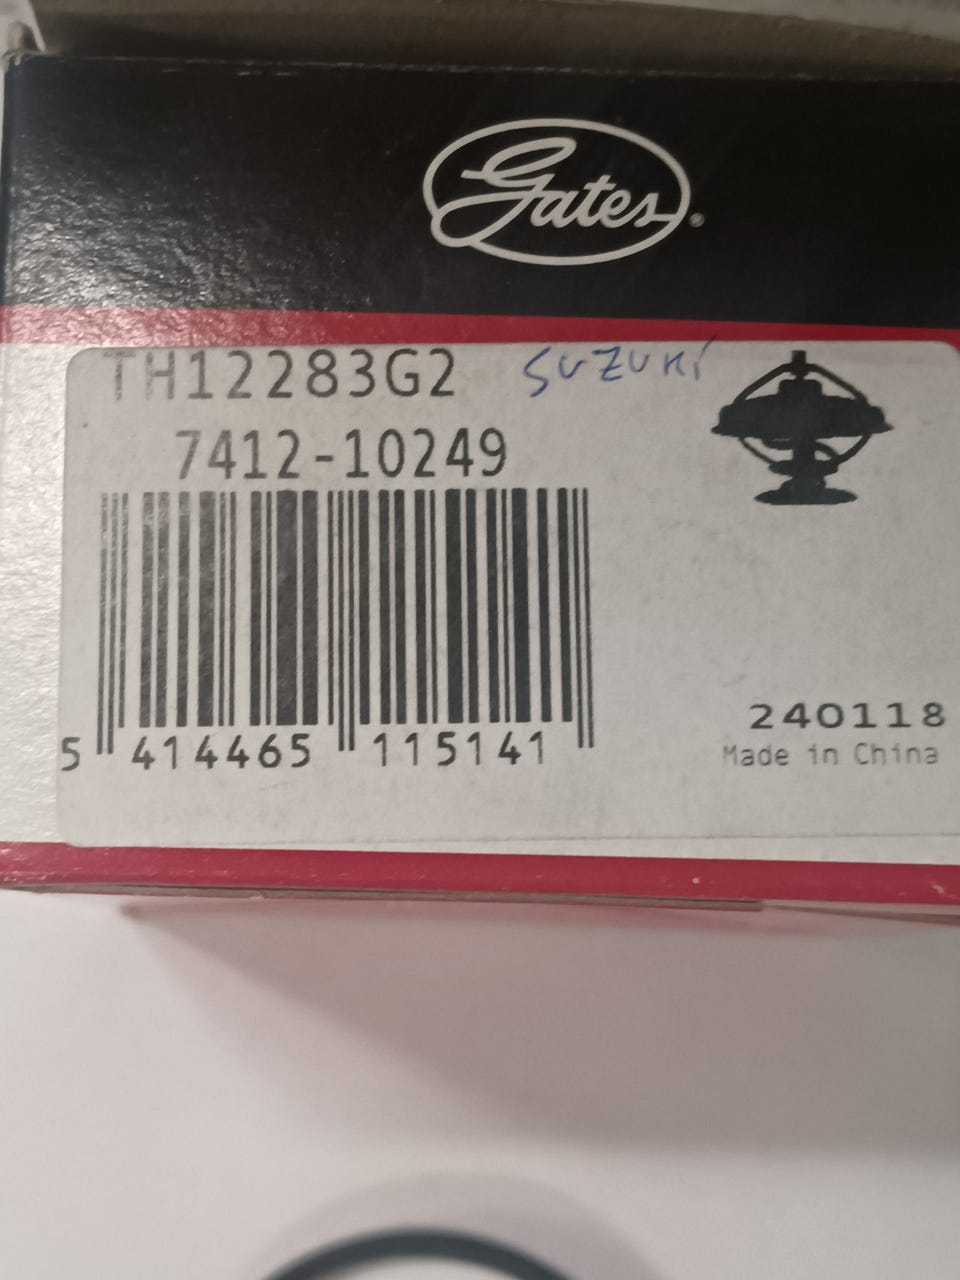 Gates
TH12283G2 SUZUKI
7412-10249
5 414465 115141
240118
Made in China